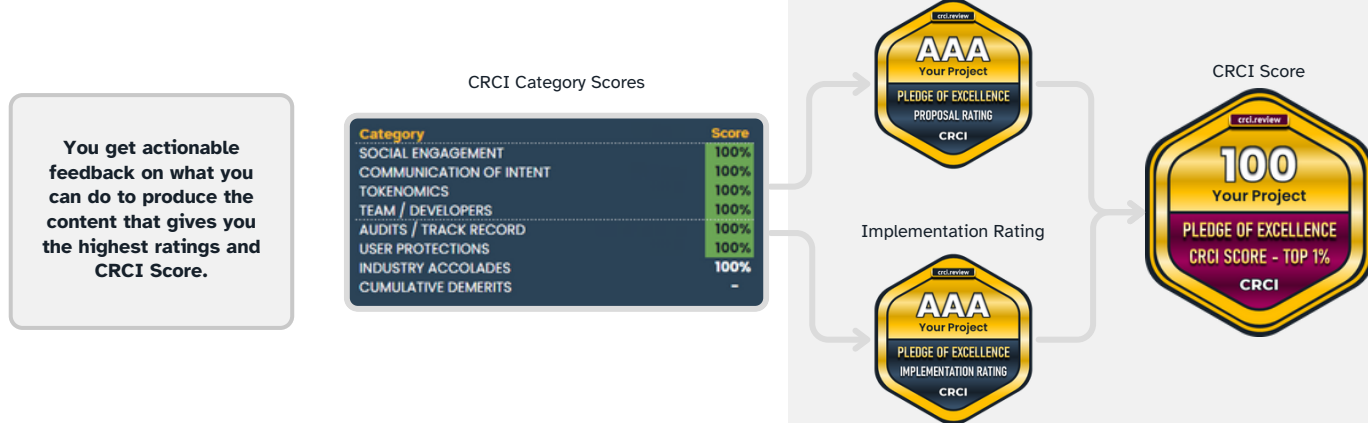 You get actionable
feedback on what you
can do to produce the
content that gives you
the highest ratings and
CRCI Score.
CRCI Category Scores
Category Score
SOCIAL ENGAGEMENT 100%
COMMUNICATION OF INTENT 100%
TOKENOMICS 100%
TEAM / DEVELOPERS 100%
AUDITS / TRACK RECORD 100%
USER PROTECTIONS 100%
INDUSTRY ACCOLADES 100%
CUMULATIVE DEMERITS -
crci.review
AAA
Your Project
PLEDGE OF EXCELLENCE
PROPOSAL RATING
CRCI
Implementation Rating
crci.review
AAA
Your Project
PLEDGE OF EXCELLENCE
IMPLEMENTATION RATING
CRCI
CRCI Score
crci.review
100
Your Project
PLEDGE OF EXCELLENCE
CRCI SCORE - TOP 1%
CRCI